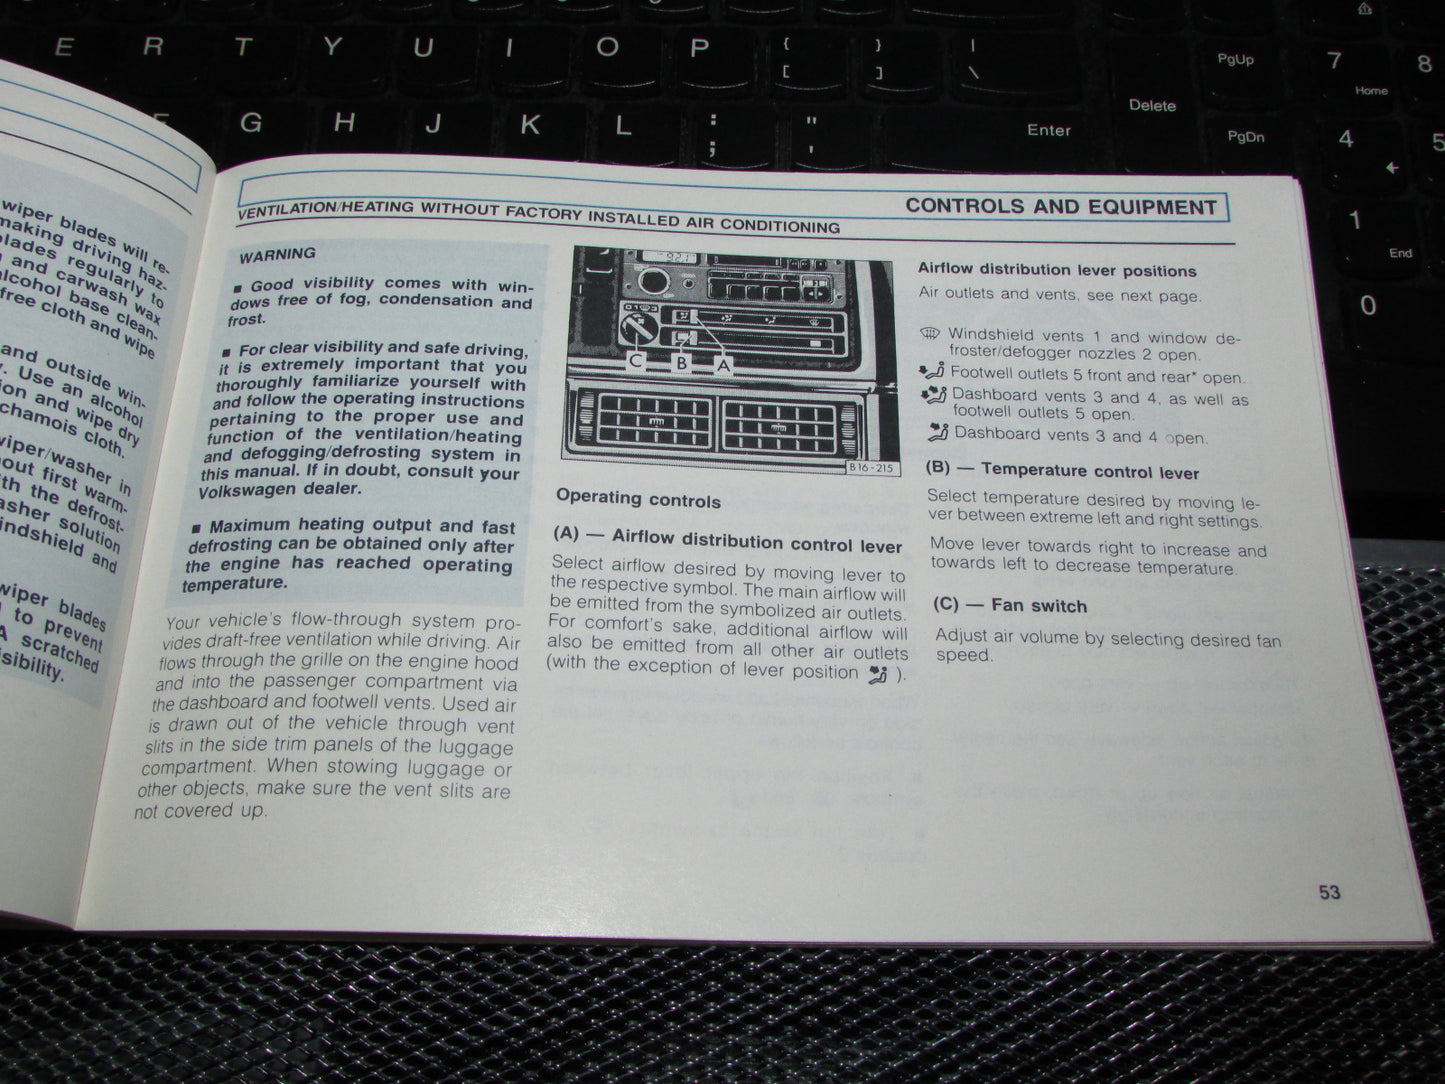 E R T Y U I O P { [ } ] | \
PgUp
7 Home
8
G H J K L : ; " '
Enter
Delete
PgDn
4
5
1 End
0
wiper blades will re-
making driving haz-
blades regularly to
and carwash wax
alcohol base clean-
free cloth and wipe
and outside win-
. Use an alcohol
ion and wipe dry
chamois cloth.
wiper/washer in
out first warm-
th the defrost-
asher solution
indshield and
wiper blades
to prevent
A scratched
sibility.
CONTROLS AND EQUIPMENT
VENTILATION/HEATING WITHOUT FACTORY INSTALLED AIR CONDITIONING
WARNING
■ Good visibility comes with win-
dows free of fog, condensation and
frost.
■ For clear visibility and safe driving,
it is extremely important that you
thoroughly familiarize yourself with
and follow the operating instructions
pertaining to the proper use and
function of the ventilation/heating
and defogging/defrosting system in
this manual. If in doubt, consult your
Volkswagen dealer.
■ Maximum heating output and fast
defrosting can be obtained only after
the engine has reached operating
temperature.
Your vehicle's flow-through system pro-
vides draft-free ventilation while driving. Air
flows through the grille on the engine hood
and into the passenger compartment via
the dashboard and footwell vents. Used air
is drawn out of the vehicle through vent
slits in the side trim panels of the luggage
compartment. When stowing luggage or
other objects, make sure the vent slits are
not covered up.
921
C B A
B16-215
Operating controls
(A) — Airflow distribution control lever
Select airflow desired by moving lever to
the respective symbol. The main airflow will
be emitted from the symbolized air outlets.
For comfort's sake, additional airflow will
also be emitted from all other air outlets
(with the exception of lever position ).
Airflow distribution lever positions
Air outlets and vents, see next page.
Windshield vents 1 and window de-
froster/defogger nozzles 2 open.
Footwell outlets 5 front and rear* open.
Dashboard vents 3 and 4, as well as
footwell outlets 5 open.
Dashboard vents 3 and 4 open.
(B) — Temperature control lever
Select temperature desired by moving le-
ver between extreme left and right settings.
Move lever towards right to increase and
towards left to decrease temperature.
(C) — Fan switch
Adjust air volume by selecting desired fan
speed.
53